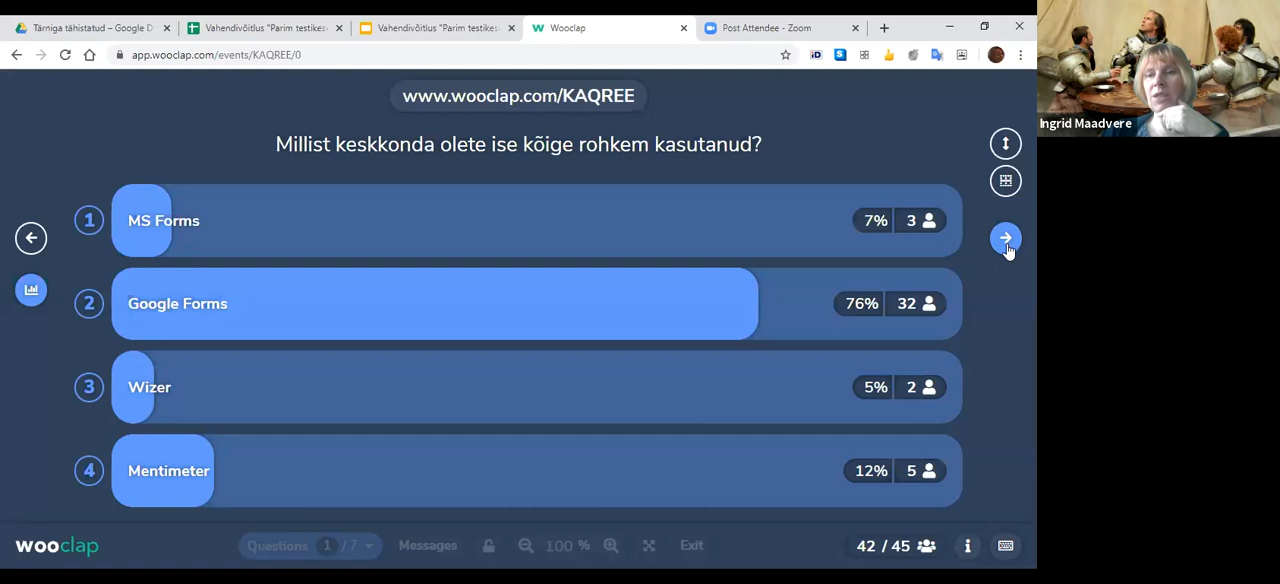 Tärniga tähistatud – Google D
Vahendivõitlus "Parim testikes
Vahendivõitlus "Parim testikes
Wooclap
Post Attendee - Zoom
app.wooclap.com/events/KAQREE/0
Ingrid Maadvere
www.wooclap.com/KAQREE
Millist keskkonda olete ise kõige rohkem kasutanud?
1 MS Forms 7% 3
2 Google Forms 76% 32
3 Wizer 5% 2
4 Mentimeter 12% 5
wooclap Questions 1 / 7 Messages 100 % Exit 42 / 45